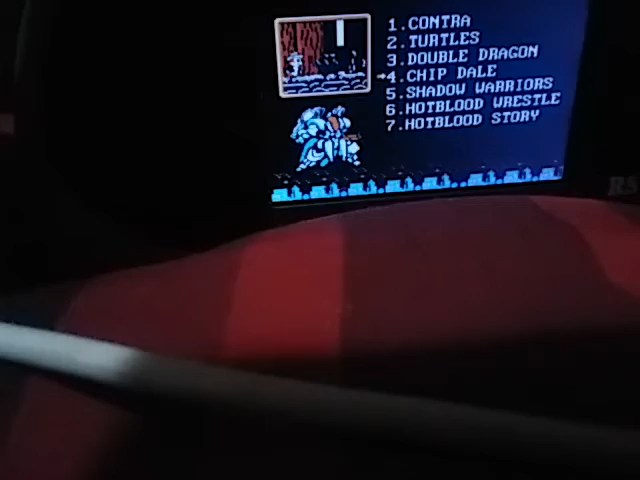 1.CONTRA
2.TURTLES
3.DOUBLE DRAGON
4.CHIP DALE
5.SHADOW WARRIORS
6.HOTBLOOD WRESTLE
7.HOTBLOOD STORY